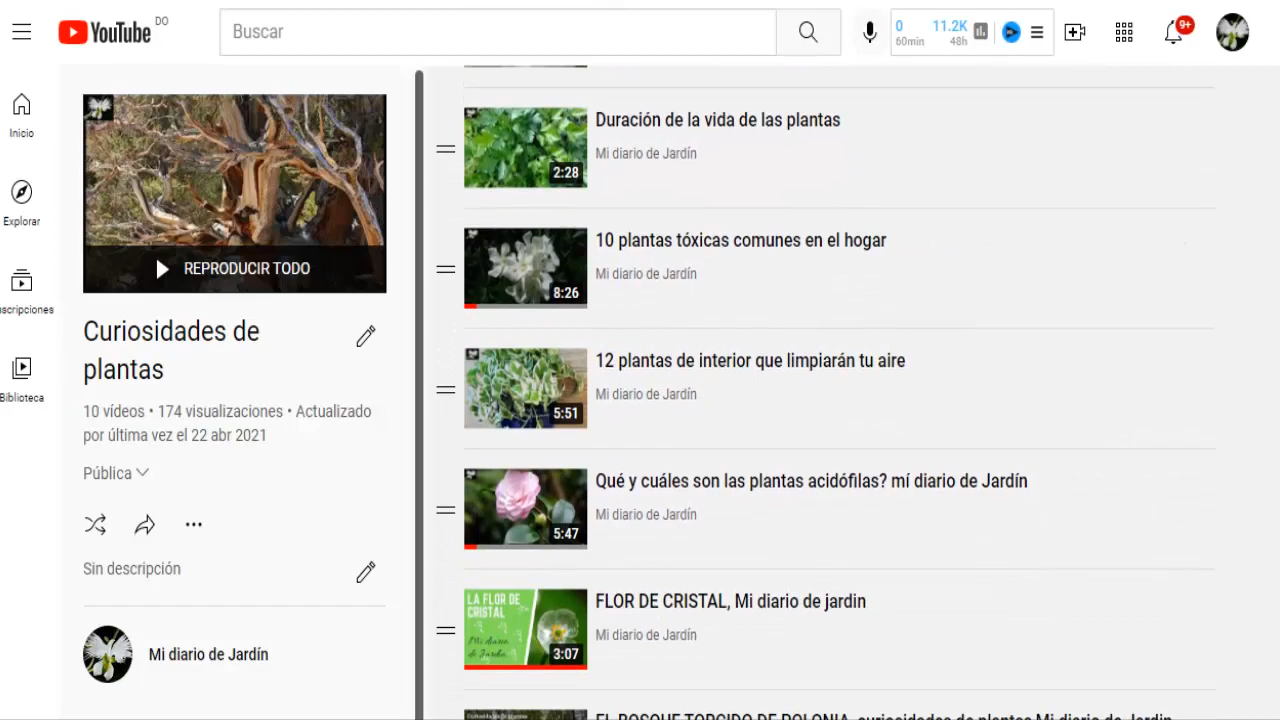 YouTube DO
Buscar
0
60min
11.2K
48h
9+
Inicio
Explorar
scripciones
Biblioteca
REPRODUCIR TODO
Curiosidades de
plantas
10 vídeos • 174 visualizaciones • Actualizado
por última vez el 22 abr 2021
Pública
Sin descripción
Mi diario de Jardín
Duración de la vida de las plantas
Mi diario de Jardín
2:28
10 plantas tóxicas comunes en el hogar
Mi diario de Jardín
8:26
12 plantas de interior que limpiarán tu aire
Mi diario de Jardín
5:51
Qué y cuáles son las plantas acidófilas? mí diario de Jardín
Mi diario de Jardín
5:47
LA FLOR DE
CRISTAL
Mi diario
de Jardín
3:07
FLOR DE CRISTAL, Mi diario de jardin
Mi diario de Jardín
EL BOSQUE TORCIDO DE POLONIA, curiosidades de plantas Mi diario de Jardin